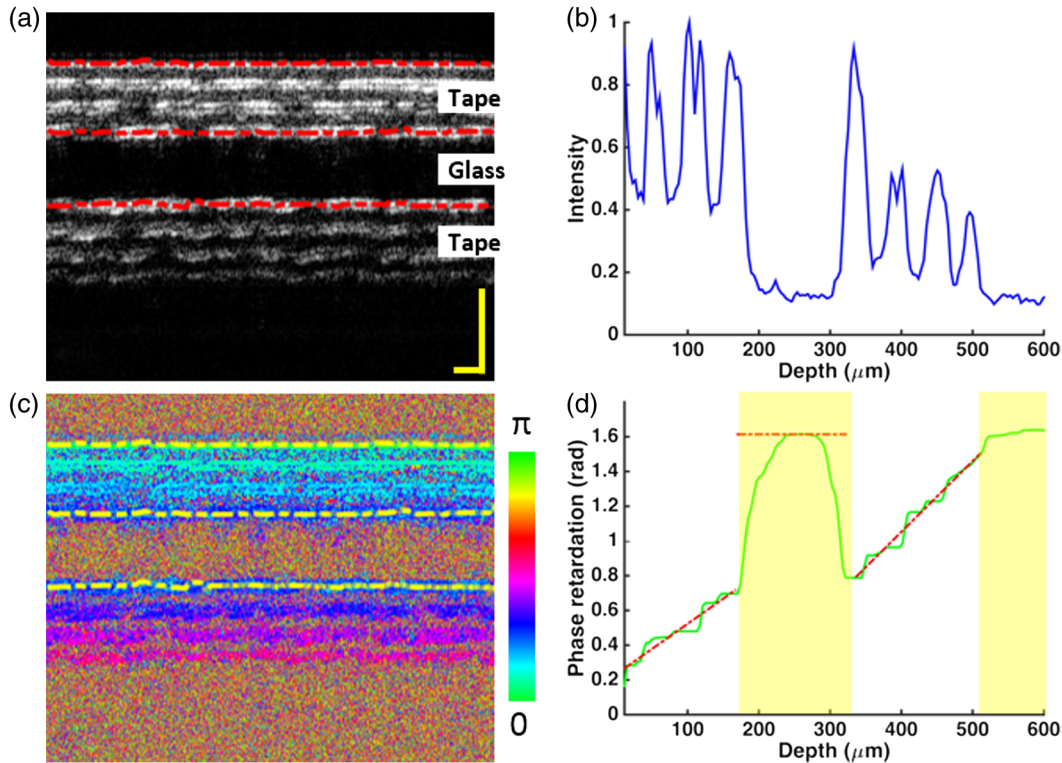 (a)
Tape
Glass
Tape
(b)
Intensity
1
0.8
0.6
0.4
0.2
0
100 200 300 400 500 600
Depth (μm)
(c)
π
0
(d)
Phase retardation (rad)
1.6
1.4
1.2
1
0.8
0.6
0.4
0.2
0
100 200 300 400 500 600
Depth (μm)